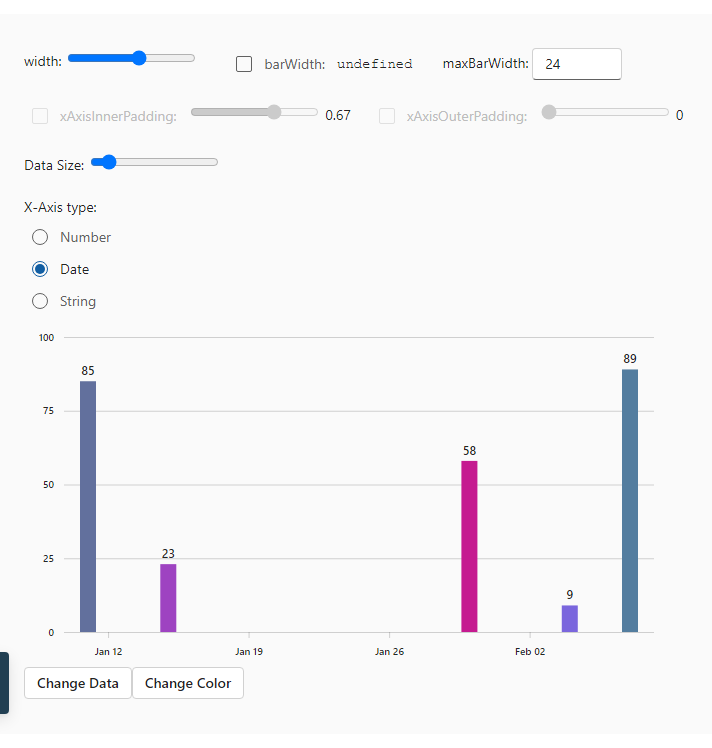 width: barWidth: undefined maxBarWidth: 24
xAxisInnerPadding: 0.67 xAxisOuterPadding: 0
Data Size:
X-Axis type:
Number
Date
String
100
89
85
75
58
50
25
23
9
0
Jan 12 Jan 19 Jan 26 Feb 02
Change Data Change Color